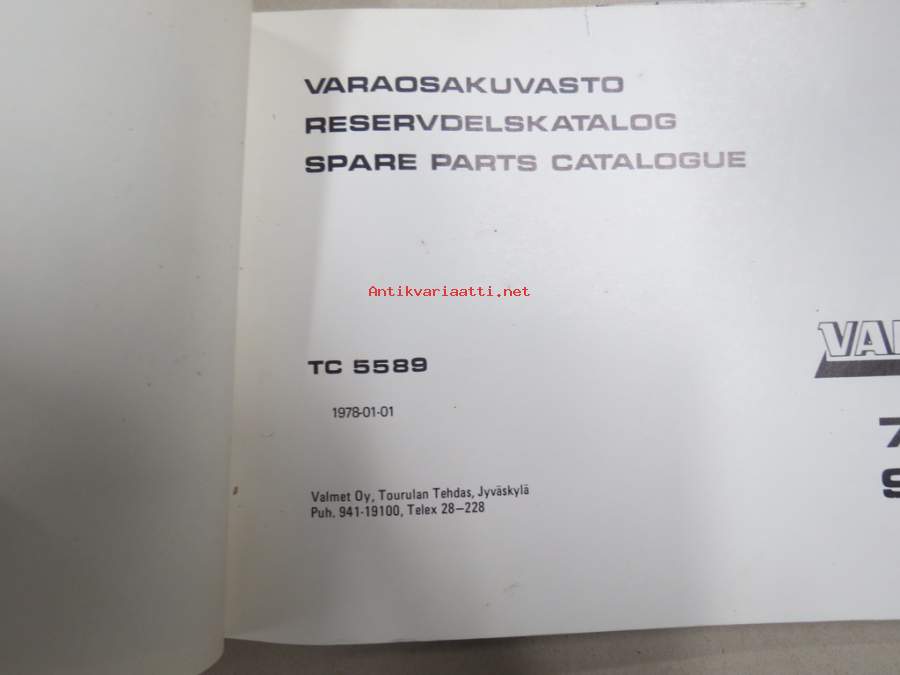 VARAOSAKUVASTO
RESERVDELSKATALOG
SPARE PARTS CATALOGUE
Antikvariaatti.net
TC 5589
1978-01-01
Valmet Oy, Tourulan Tehdas, Jyväskylä
Puh. 941-19100, Telex 28–228